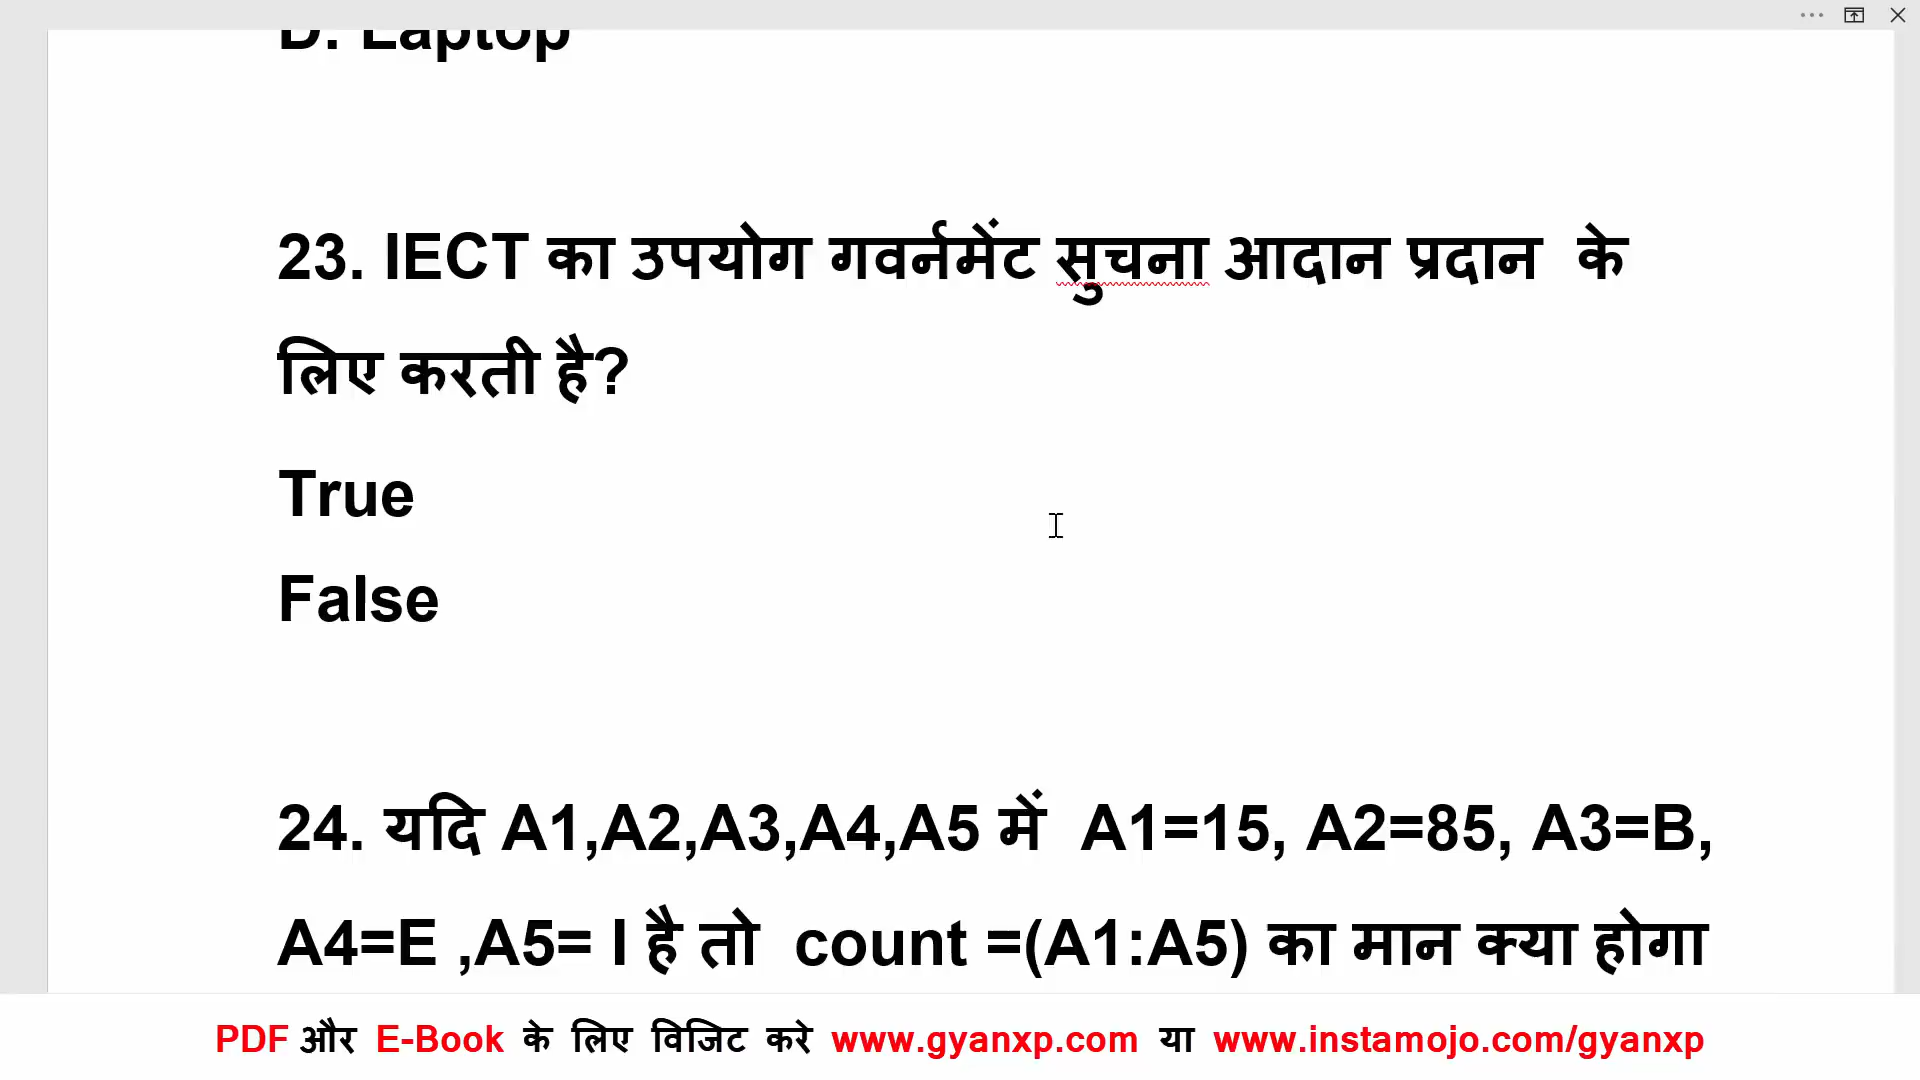 D. Laptop
23. IECT का उपयोग गवर्नमेंट सुचना आदान प्रदान के
लिए करती है?
True
False
24. यदि A1,A2,A3,A4,A5 में A1=15, A2=85, A3=B,
A4=E ,A5= I है तो count =(A1:A5) का मान क्या होगा
PDF और E-Book के लिए विजिट करे www.gyanxp.com या www.instamojo.com/gyanxp